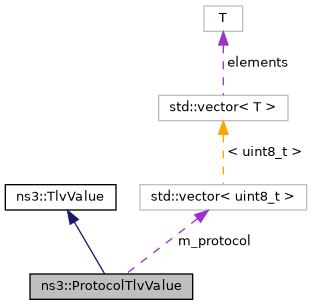 T
elements
std::vector< T >
< uint8_t >
ns3::TlvValue
std::vector< uint8_t >
m_protocol
ns3::ProtocolTlvValue